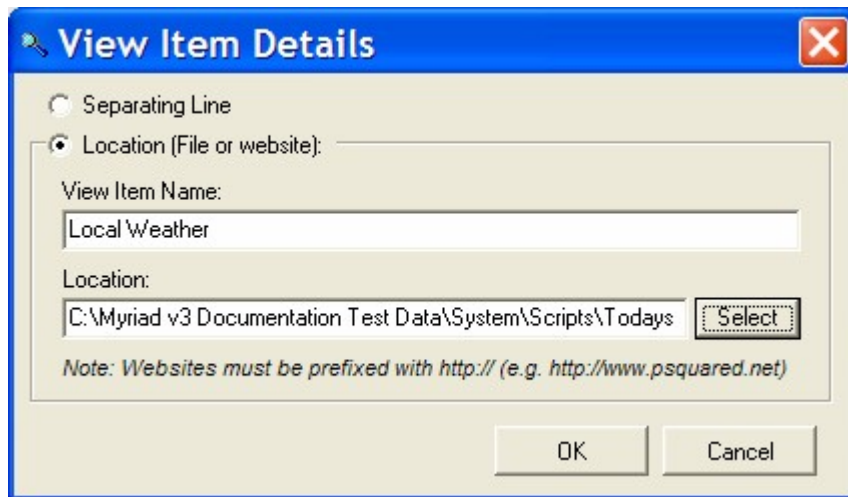 View Item Details
Separating Line
Location (File or website):
View Item Name:
Local Weather
Location:
C:\Myriad v3 Documentation Test Data\System\Scripts\Todays
Select
Note: Websites must be prefixed with http:// (e.g. http://www.psquared.net)
OK Cancel